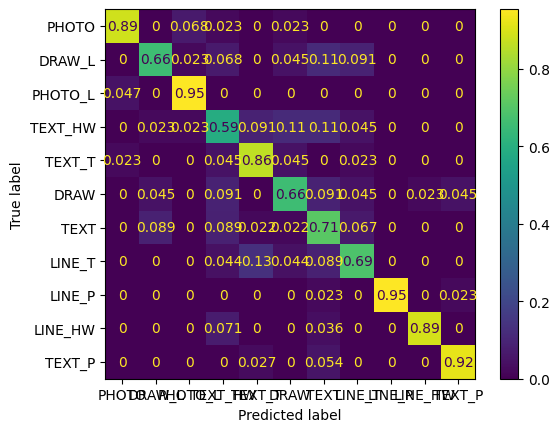 True label
PHOTO 0.89 0 0.068 0.023 0 0.023 0 0 0 0 0
DRAW_L 0 0.66 0.023 0.068 0 0.045 0.11 0.091 0 0 0
PHOTO_L 0.047 0 0.95 0 0 0 0 0 0 0 0
TEXT_HW 0 0.023 0.023 0.59 0.091 0.11 0.11 0.045 0 0 0
TEXT_T 0.023 0 0 0.045 0.86 0.045 0 0.023 0 0 0
DRAW 0 0.045 0 0.091 0 0.66 0.091 0.045 0 0.023 0.045
TEXT 0 0.089 0 0.089 0.022 0.022 0.71 0.067 0 0 0
LINE_T 0 0 0 0.044 0.13 0.044 0.089 0.69 0 0 0
LINE_P 0 0 0 0 0 0 0.023 0 0.95 0 0.023
LINE_HW 0 0 0 0.071 0 0 0.036 0 0 0.89 0
TEXT_P 0 0 0 0 0.027 0 0.054 0 0 0 0.92
PHOTO DRAW_L PHOTO_L TEXT_HW TEXT_T DRAW TEXT LINE_T LINE_P LINE_HW TEXT_P
Predicted label
0.8
0.6
0.4
0.2
0.0